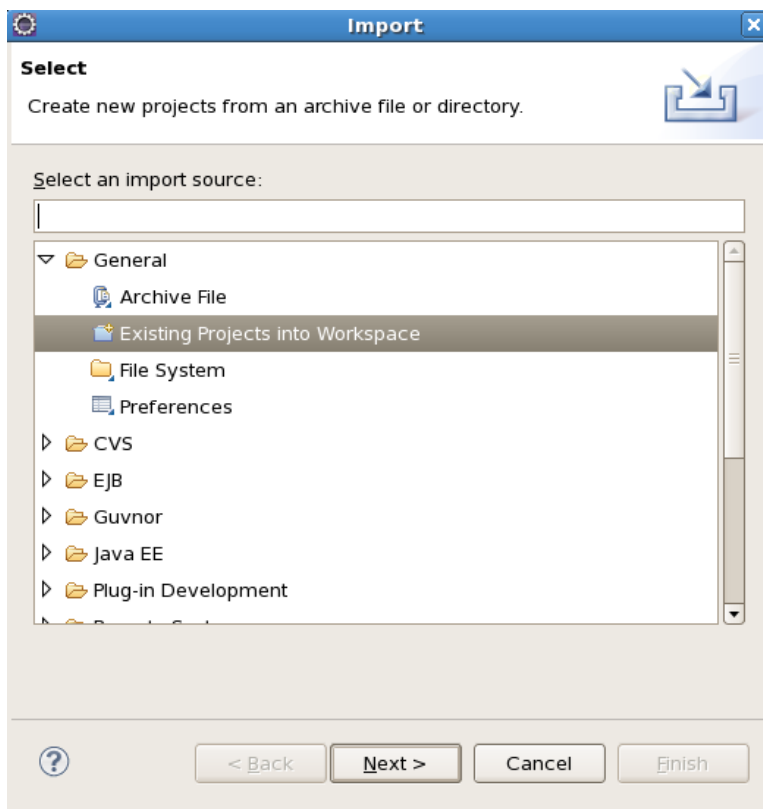 Import
Select
Create new projects from an archive file or directory.
Select an import source:
General
Archive File
Existing Projects into Workspace
File System
Preferences
CVS
EJB
Guvnor
Java EE
Plug-in Development
< Back Next > Cancel Finish